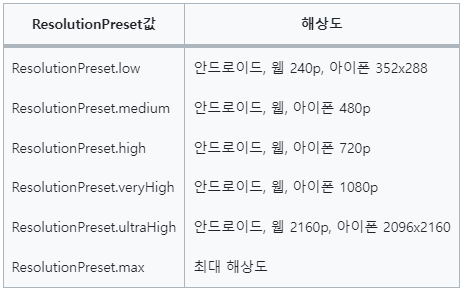 ResolutionPreset값 해상도
ResolutionPreset.low 안드로이드, 웹 240p, 아이폰 352x288
ResolutionPreset.medium 안드로이드, 웹, 아이폰 480p
ResolutionPreset.high 안드로이드, 웹, 아이폰 720p
ResolutionPreset.veryHigh 안드로이드, 웹, 아이폰 1080p
ResolutionPreset.ultraHigh 안드로이드, 웹 2160p, 아이폰 2096x2160
ResolutionPreset.max 최대 해상도